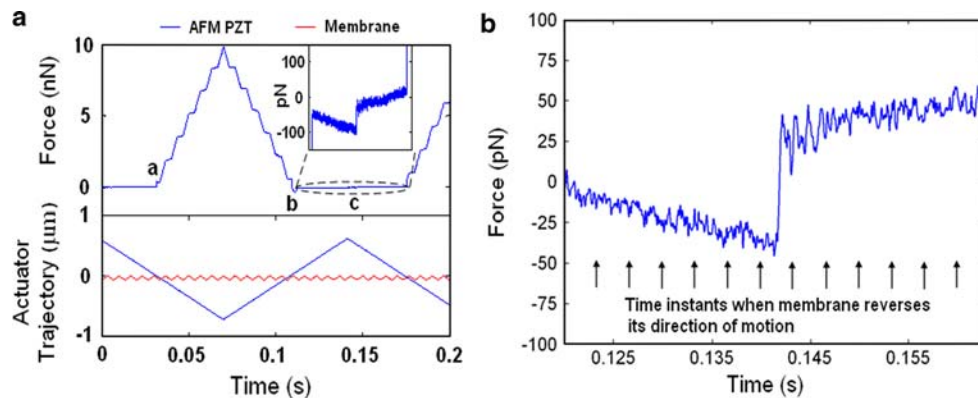 a
AFM PZT
Membrane
Force (nN)
10
5
0
a
b
c
pN
100
0
-100
Actuator
Trajectory (μm)
1
0
-1
0
0.05
0.1
0.15
0.2
Time (s)
b
Force (pN)
100
75
50
25
0
-25
-50
-75
-100
Time instants when membrane reverses
its direction of motion
0.125
0.135
0.145
0.155
Time (s)